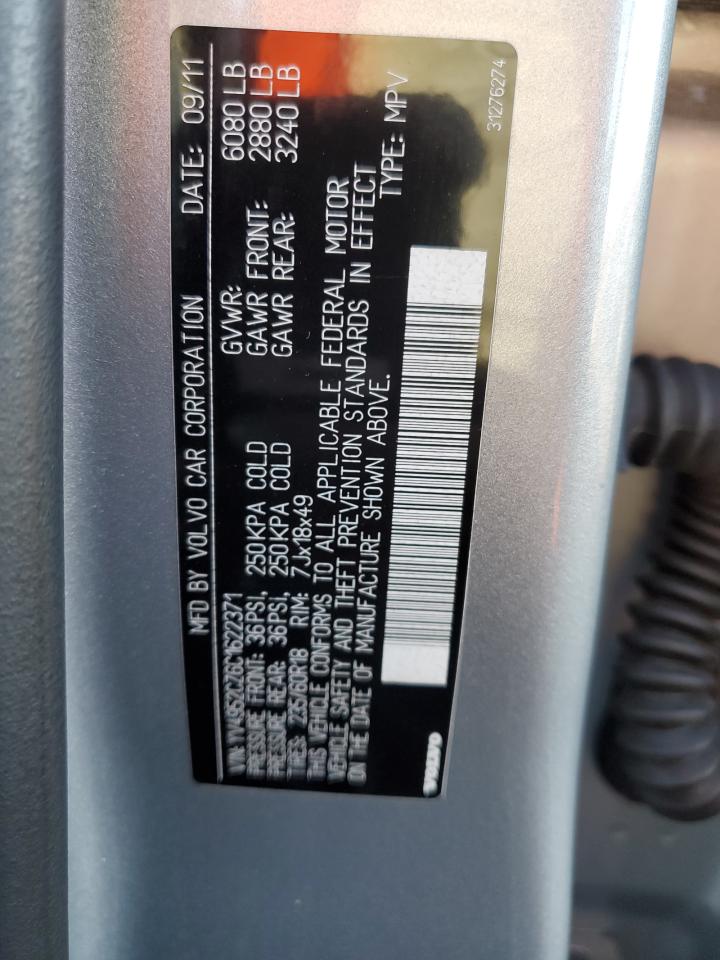 MFD BY VOLVO CAR CORPORATION DATE: 09/11
VIN: YV4952CZ6C1622371 GVWR: 6080 LB
PRESSURE FRONT: 36PSI, 250KPA COLD GAWR FRONT: 2880 LB
PRESSURE REAR: 36PSI, 250KPA COLD GAWR REAR: 3240 LB
TIRES: 235/60R18 RIM: 7Jx18x49
THIS VEHICLE CONFORMS TO ALL APPLICABLE FEDERAL MOTOR
VEHICLE SAFETY AND THEFT PREVENTION STANDARDS IN EFFECT
ON THE DATE OF MANUFACTURE SHOWN ABOVE. TYPE: MPV
VOLVO 31276274